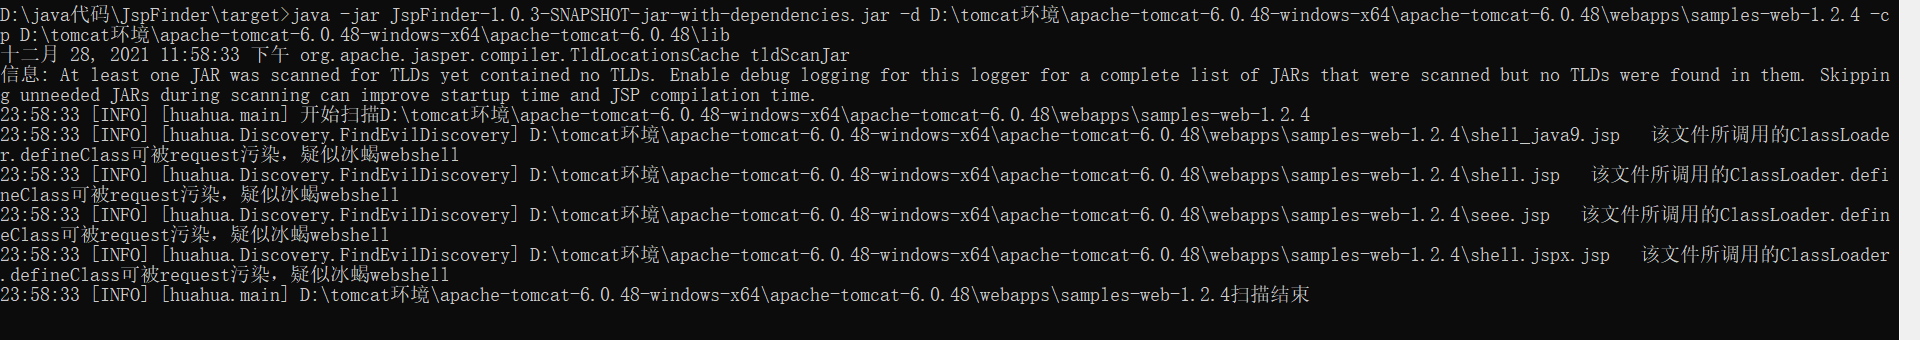 D:\java代码\JspFinder\target>java -jar JspFinder-1.0.3-SNAPSHOT-jar-with-dependencies.jar -d D:\tomcat环境\apache-tomcat-6.0.48-windows-x64\apache-tomcat-6.0.48\webapps\samples-web-1.2.4 -c
p D:\tomcat环境\apache-tomcat-6.0.48-windows-x64\apache-tomcat-6.0.48\lib
十二月 28, 2021 11:58:33 下午 org.apache.jasper.compiler.TldLocationsCache tldScanJar
信息: At least one JAR was scanned for TLDs yet contained no TLDs. Enable debug logging for this logger for a complete list of JARs that were scanned but no TLDs were found in them. Skippin
g unneeded JARs during scanning can improve startup time and JSP compilation time.
23:58:33 [INFO] [huahua.main] 开始扫描D:\tomcat环境\apache-tomcat-6.0.48-windows-x64\apache-tomcat-6.0.48\webapps\samples-web-1.2.4
23:58:33 [INFO] [huahua.Discovery.FindEvilDiscovery] D:\tomcat环境\apache-tomcat-6.0.48-windows-x64\apache-tomcat-6.0.48\webapps\samples-web-1.2.4\shell_java9.jsp   该文件所调用的ClassLoade
r.defineClass可被request污染，疑似冰蝎webshell
23:58:33 [INFO] [huahua.Discovery.FindEvilDiscovery] D:\tomcat环境\apache-tomcat-6.0.48-windows-x64\apache-tomcat-6.0.48\webapps\samples-web-1.2.4\shell.jsp   该文件所调用的ClassLoader.defi
neClass可被request污染，疑似冰蝎webshell
23:58:33 [INFO] [huahua.Discovery.FindEvilDiscovery] D:\tomcat环境\apache-tomcat-6.0.48-windows-x64\apache-tomcat-6.0.48\webapps\samples-web-1.2.4\seee.jsp   该文件所调用的ClassLoader.defin
eClass可被request污染，疑似冰蝎webshell
23:58:33 [INFO] [huahua.Discovery.FindEvilDiscovery] D:\tomcat环境\apache-tomcat-6.0.48-windows-x64\apache-tomcat-6.0.48\webapps\samples-web-1.2.4\shell.jspx.jsp   该文件所调用的ClassLoader
.defineClass可被request污染，疑似冰蝎webshell
23:58:33 [INFO] [huahua.main] D:\tomcat环境\apache-tomcat-6.0.48-windows-x64\apache-tomcat-6.0.48\webapps\samples-web-1.2.4扫描结束